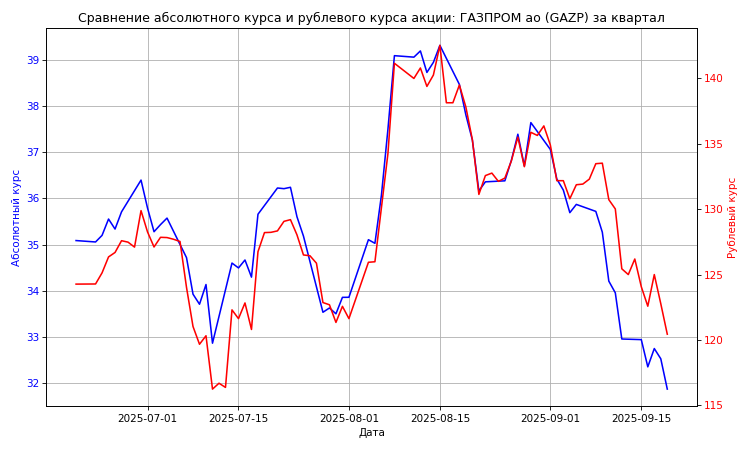 Сравнение абсолютного курса и рублевого курса акции: ГАЗПРОМ ао (GAZP) за квартал
39
38
37
36
35
34
33
32
Абсолютный курс
140
135
130
125
120
115
Рублевый курс
2025-07-01 2025-07-15 2025-08-01 2025-08-15 2025-09-01 2025-09-15
Дата